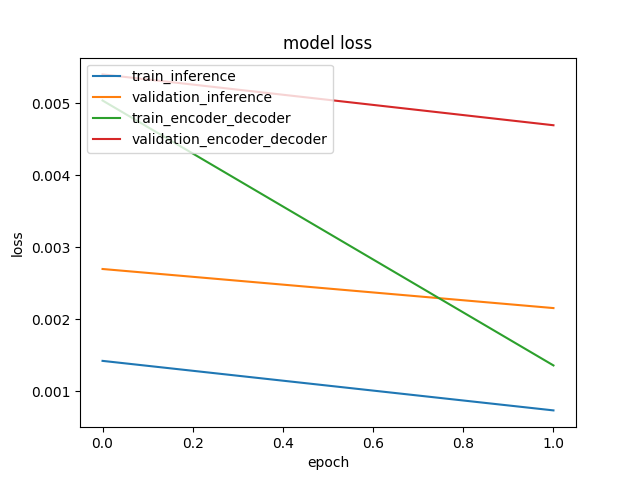 model loss
train_inference
validation_inference
train_encoder_decoder
validation_encoder_decoder
0.005
0.004
0.003
0.002
0.001
loss
0.0 0.2 0.4 0.6 0.8 1.0
epoch